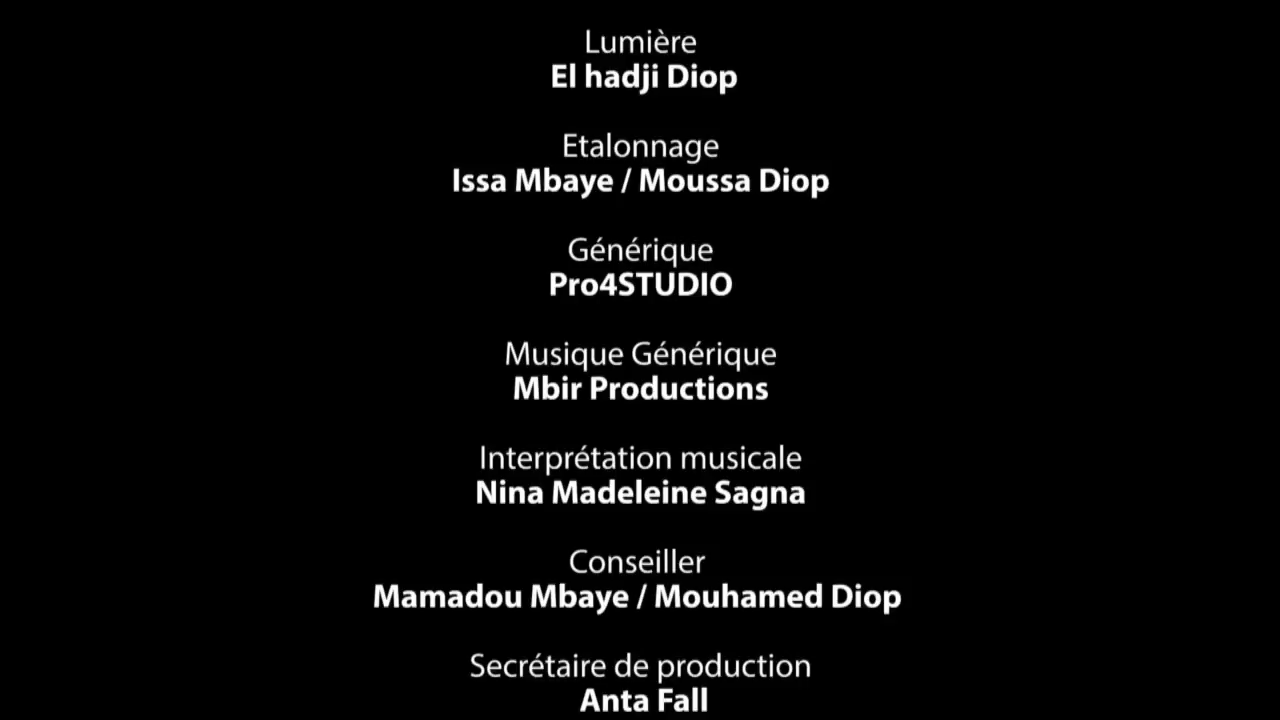 Lumière
El hadji Diop
Etalonnage
Issa Mbaye / Moussa Diop
Générique
Pro4STUDIO
Musique Générique
Mbir Productions
Interprétation musicale
Nina Madeleine Sagna
Conseiller
Mamadou Mbaye / Mouhamed Diop
Secrétaire de production
Anta Fall